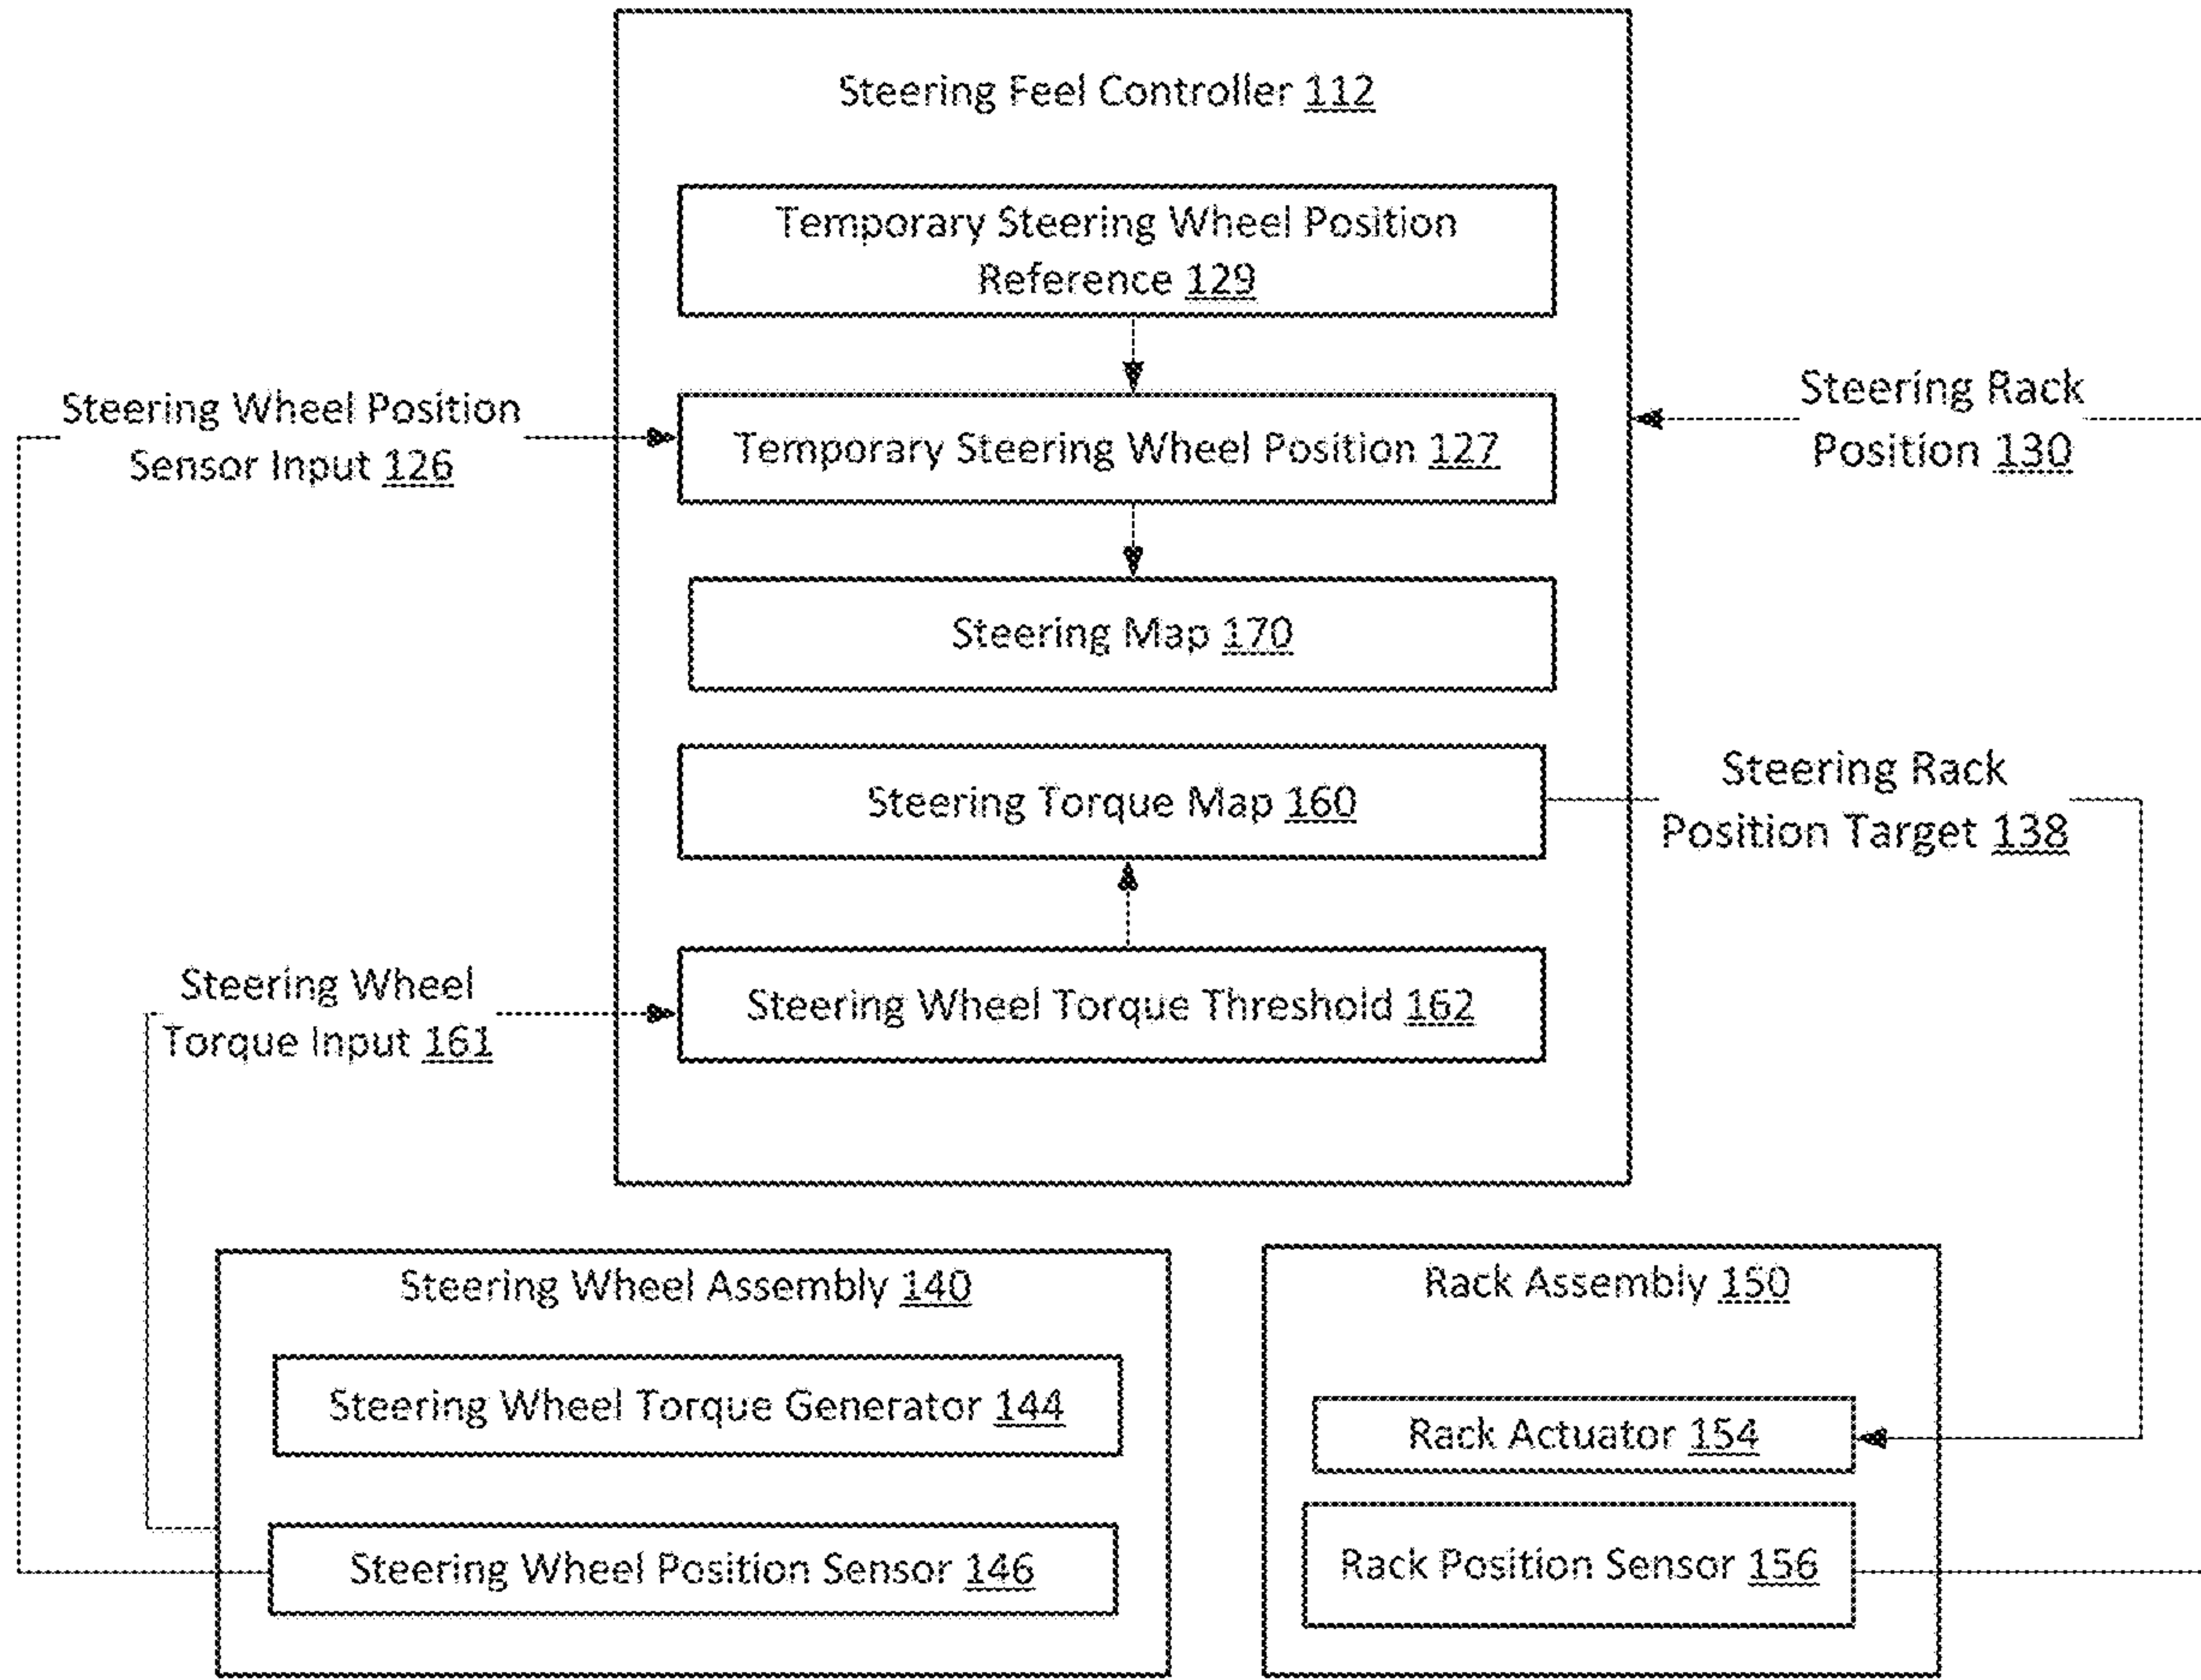 Steering Feel Controller 112
Temporary Steering Wheel Position
Reference 129
Steering Wheel Position
Sensor Input 126
Temporary Steering Wheel Position 127
Steering Rack
Position 130
Steering Map 170
Steering Torque Map 160
Steering Rack
Position Target 138
Steering Wheel
Torque Input 161
Steering Wheel Torque Threshold 162
Steering Wheel Assembly 140
Steering Wheel Torque Generator 144
Steering Wheel Position Sensor 146
Rack Assembly 150
Rack Actuator 154
Rack Position Sensor 156